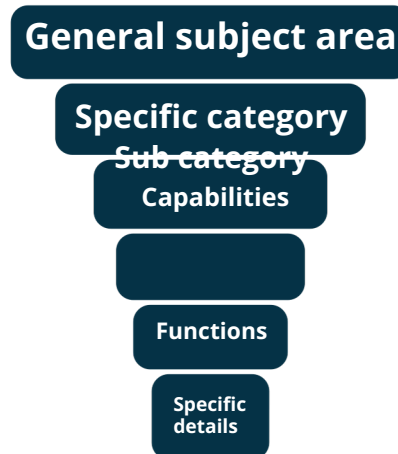 General subject area
Specific category
Sub category
Capabilities
Functions
Specific
details